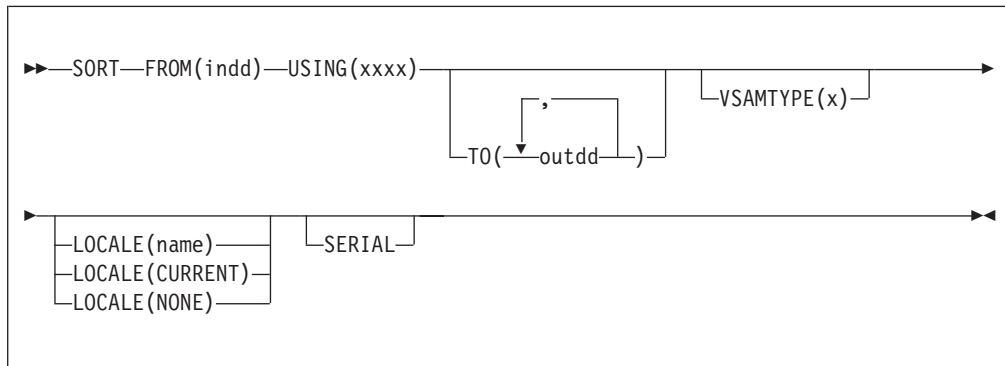 SORT FROM(indd) USING(xxxx)
,
TO( outdd )
VSAMTYPE(x)
LOCALE(name)
LOCALE(CURRENT)
LOCALE(NONE)
SERIAL